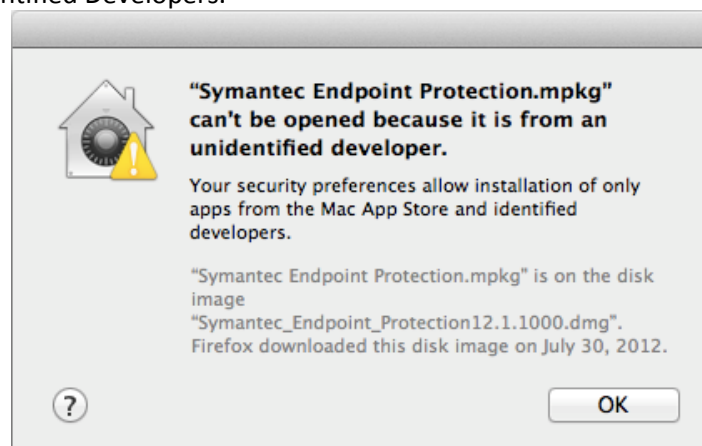 ntified Developers.
“Symantec Endpoint Protection.mpkg”
can't be opened because it is from an
unidentified developer.
Your security preferences allow installation of only
apps from the Mac App Store and identified
developers.
“Symantec Endpoint Protection.mpkg” is on the disk
image
“Symantec_Endpoint_Protection12.1.1000.dmg”.
Firefox downloaded this disk image on July 30, 2012.
?
OK